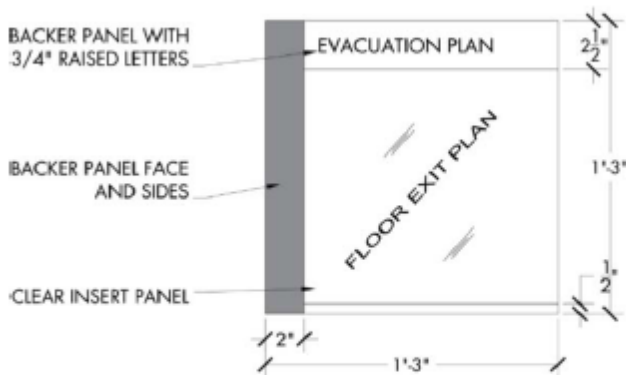 BACKER PANEL WITH
3/4" RAISED LETTERS
EVACUATION PLAN
2 1/2"
BACKER PANEL FACE
AND SIDES
FLOOR EXIT PLAN
1'-3"
CLEAR INSERT PANEL
1/2"
2"
1'-3"